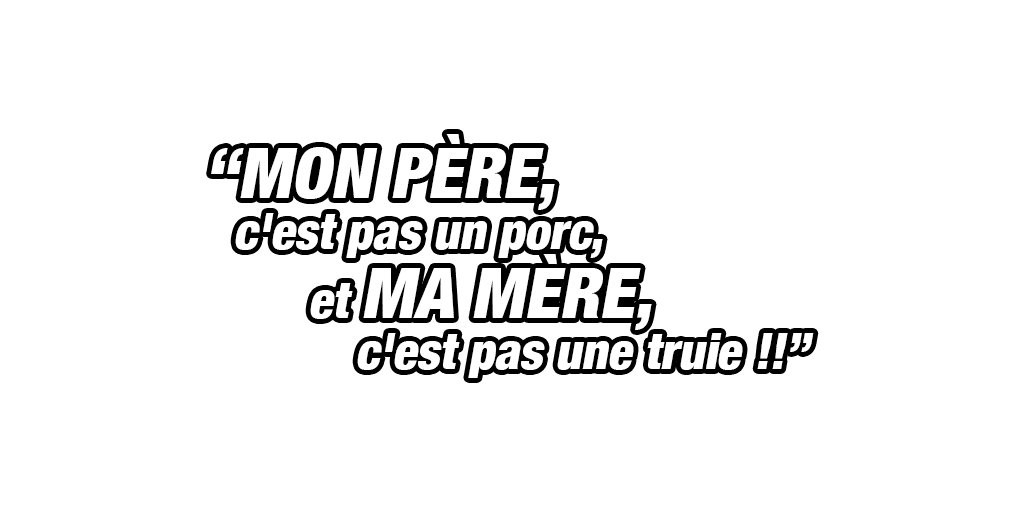 “MON PÈRE,
c'est pas un porc,
et MA MÈRE,
c'est pas une truie !!”